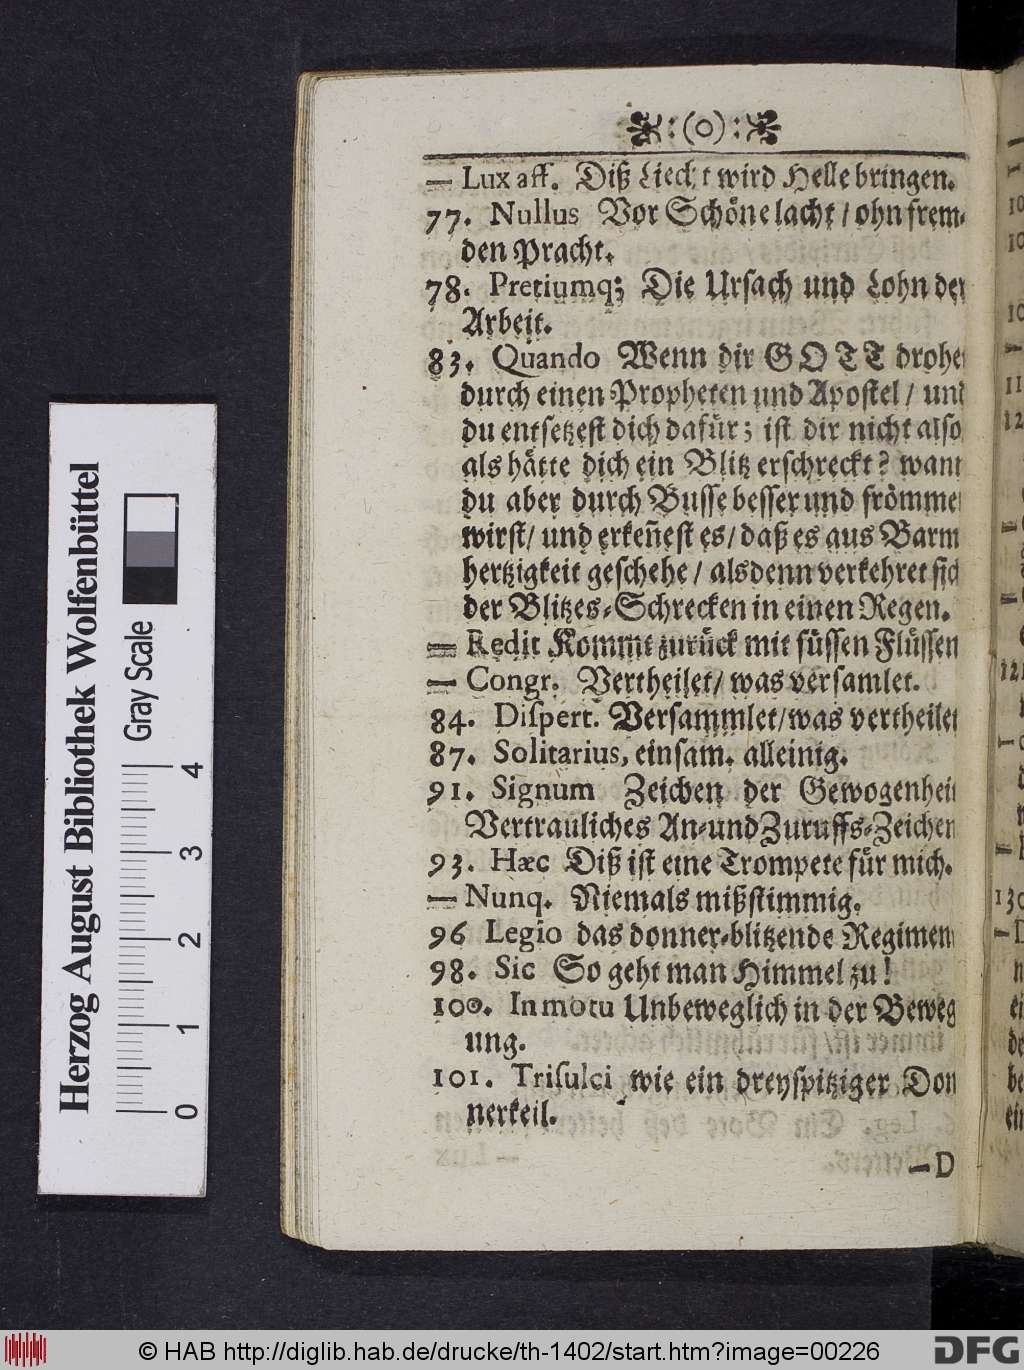 :(o):
— Lux aff. Diß Liecht wird Helle bringen.
77. Nullus Vor Schöne lacht / ohn frem-
den Pracht.
78. Pretiumq; Die Ursach und Lohn der
Arbeit.
83. Quando Wenn dir GOTT drohet
durch einen Propheten und Apostel / und
du entsetzest dich dafür; ist dir nicht also
als hätte dich ein Blitz erschreckt? wann
du aber durch Busse besser und frömmer
wirst / und erkeñest es / daß es aus Barm
hertzigkeit geschehe / alsdenn verkehret sich
der Blitzes-Schrecken in einen Regen.
— Redit Kommt zurück mit süssen Flüssen
— Congr. Vertheilet / was versamlet.
84. Dispert. Versammlet / was vertheilet
87. Solitarius, einsam. alleinig.
91. Signum Zeichen der Gewogenheit
Vertrauliches An- und Zuruffs-Zeichen
93. Hæc Diß ist eine Trompete für mich.
— Nunq. Niemals mißstimmig.
96 Legio das donner-blitzende Regiment
98. Sic So geht man Himmel zu!
100. In motu Unbeweglich in der Beweg
ung.
101. Trisulci wie ein dreyspitziger Don
nerkeil.
— D
Herzog August Bibliothek Wolfenbüttel
Gray Scale
0 1 2 3 4
© HAB http://diglib.hab.de/drucke/th-1402/start.htm?image=00226
DFG